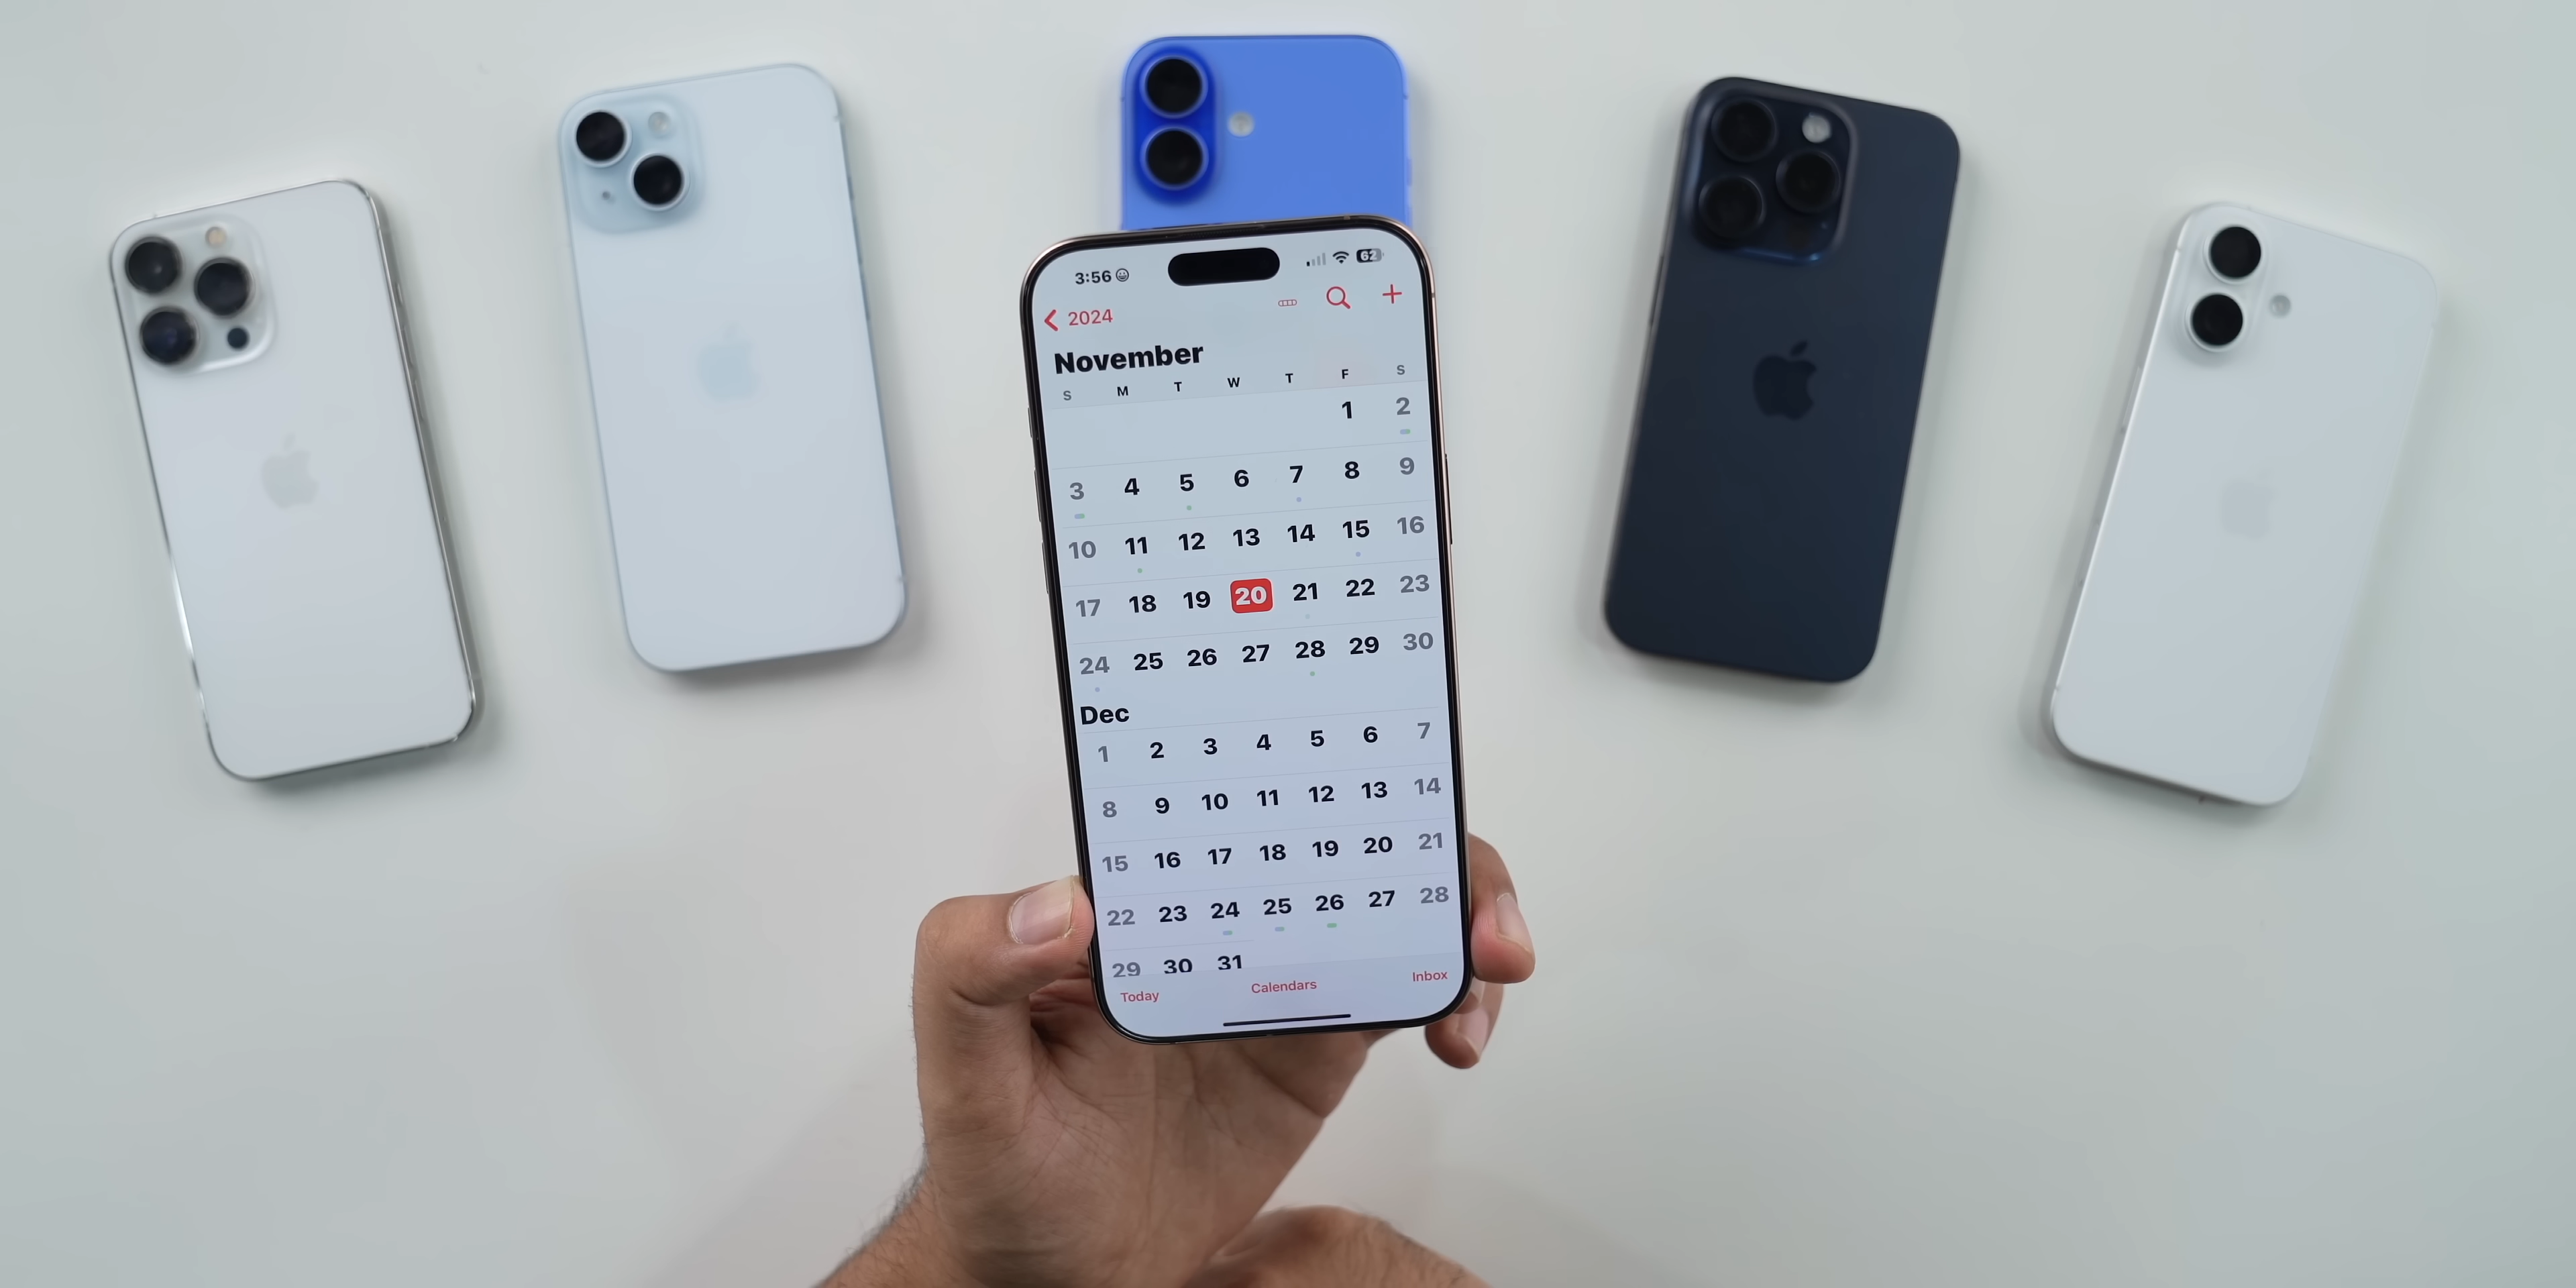 3:56 62
2024
November
S M T W T F S
1 2
3 4 5 6 7 8 9
10 11 12 13 14 15 16
17 18 19 20 21 22 23
24 25 26 27 28 29 30
Dec
1 2 3 4 5 6 7
8 9 10 11 12 13 14
15 16 17 18 19 20 21
22 23 24 25 26 27 28
29 30 31
Today Calendars Inbox